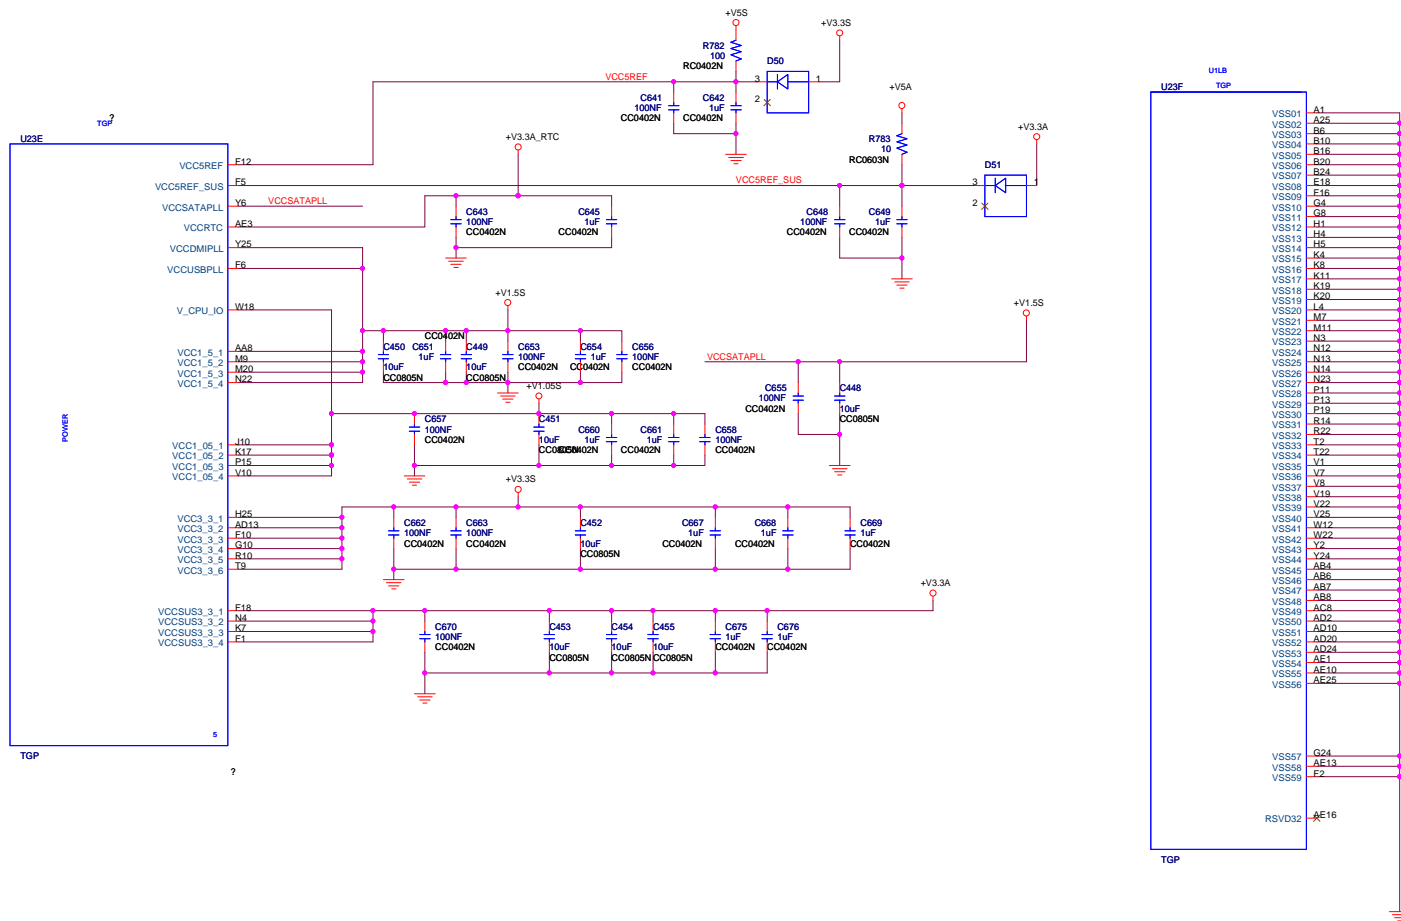 +V5S
+V3.3S
R782
100
RC0402N
D50
VCC5REF
3
1
2
C641
100NF
CC0402N
C642
1uF
CC0402N
+V5A
R783
10
RC0603N
+V3.3A
D51
VCC5REF_SUS
3
1
2
C648
100NF
CC0402N
C649
1uF
CC0402N
+V3.3A_RTC
C643
100NF
CC0402N
C645
1uF
CC0402N
?
TGP
U23E
VCC5REF F12
VCC5REF_SUS F5
VCCSATAPLL Y6
VCCSATAPLL
VCCRTC AE3
VCCDMIPLL Y25
VCCUSBPLL F6
V_CPU_IO W18
VCC1_5_1 AA8
VCC1_5_2 M9
VCC1_5_3 M20
VCC1_5_4 N22
POWER
VCC1_05_1 J10
VCC1_05_2 K17
VCC1_05_3 P15
VCC1_05_4 V10
VCC3_3_1 H25
VCC3_3_2 AD13
VCC3_3_3 F10
VCC3_3_4 G10
VCC3_3_5 R10
VCC3_3_6 T9
VCCSUS3_3_1 F18
VCCSUS3_3_2 N4
VCCSUS3_3_3 K7
VCCSUS3_3_4 F1
5
TGP
?
+V1.5S
C450
10uF
CC0805N
CC0402N
C651
1uF
C449
10uF
CC0805N
C653
100NF
CC0402N
C654
1uF
CC0402N
C656
100NF
CC0402N
+V1.5S
VCCSATAPLL
C655
100NF
CC0402N
C448
10uF
CC0805N
+V1.05S
C657
100NF
CC0402N
C451
10uF
CC0805N
C660
1uF
CC0402N
C661
1uF
CC0402N
C658
100NF
CC0402N
+V3.3S
C662
100NF
CC0402N
C663
100NF
CC0402N
C452
10uF
CC0805N
C667
1uF
CC0402N
C668
1uF
CC0402N
C669
1uF
CC0402N
+V3.3A
C670
100NF
CC0402N
C453
10uF
CC0805N
C454
10uF
CC0805N
C455
10uF
CC0805N
C675
1uF
CC0402N
C676
1uF
CC0402N
U1LB
U23F
TGP
VSS01 A1
VSS02 A25
VSS03 B6
VSS04 B10
VSS05 B16
VSS06 B20
VSS07 B24
VSS08 E18
VSS09 F16
VSS10 G4
VSS11 G8
VSS12 H1
VSS13 H4
VSS14 H5
VSS15 K4
VSS16 K8
VSS17 K11
VSS18 K19
VSS19 K20
VSS20 L4
VSS21 M7
VSS22 M11
VSS23 N3
VSS24 N12
VSS25 N13
VSS26 N14
VSS27 N23
VSS28 P11
VSS29 P13
VSS30 P19
VSS31 R14
VSS32 R22
VSS33 T2
VSS34 T22
VSS35 V1
VSS36 V7
VSS37 V8
VSS38 V19
VSS39 V22
VSS40 V25
VSS41 W12
VSS42 W22
VSS43 Y2
VSS44 Y24
VSS45 AB4
VSS46 AB6
VSS47 AB7
VSS48 AB8
VSS49 AC8
VSS50 AD2
VSS51 AD10
VSS52 AD20
VSS53 AD24
VSS54 AE1
VSS55 AE10
VSS56 AE25
VSS57 G24
VSS58 AE13
VSS59 F2
RSVD32 AE16
TGP